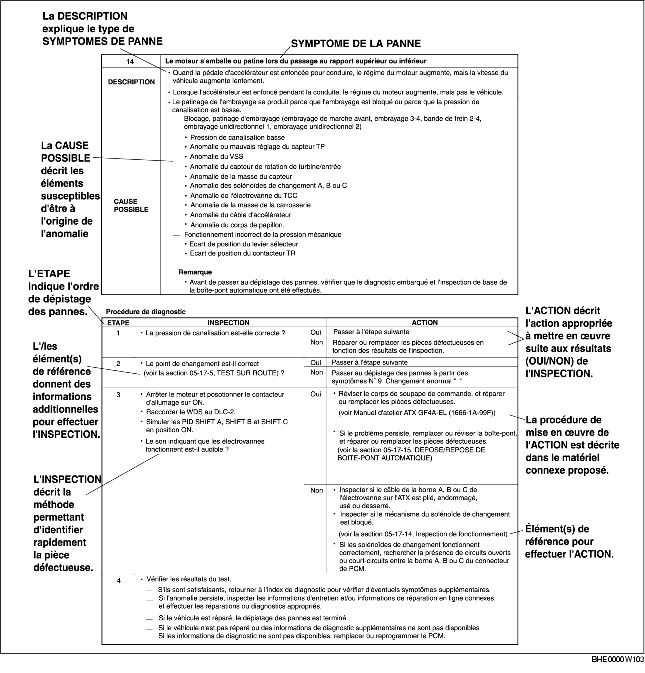 La DESCRIPTION
explique le type de
SYMPTOMES DE PANNE
SYMPTOME DE LA PANNE
14
Le moteur s'emballe ou patine lors du passage au rapport supérieur ou inférieur
DESCRIPTION
• Quand la pédale d'accélérateur est enfoncée pour conduire, le régime du moteur augmente, mais la vitesse du
véhicule augmente lentement.
• Lorsque l'accélérateur est enfoncé pendant la conduite, le régime du moteur augmente, mais pas le véhicule.
CAUSE
POSSIBLE
• Le patinage de l'embrayage se produit parce que l'embrayage est bloqué ou parce que la pression de
canalisation est basse.
Blocage, patinage d'embrayage (embrayage de marche avant, embrayage 3-4, bande de frein 2-4,
embrayage unidirectionnel 1, embrayage unidirectionnel 2)
• Pression de canalisation basse
• Anomalie ou mauvais réglage du capteur TP
• Anomalie du VSS
• Anomalie du capteur de rotation de turbine/entrée
• Anomalie de la masse du capteur
• Anomalie des solénoïdes de changement A, B ou C
• Anomalie de l'électrovanne du TCC
• Anomalie de la masse de la carrosserie
• Anomalie du câble d'accélérateur
• Anomalie du corps de papillon.
— Fonctionnement incorrect de la pression mécanique
• Ecart de position du levier sélecteur
• Ecart de position du contacteur TR
Remarque
• Avant de passer au dépistage des pannes, vérifier que le diagnostic embarqué et l'inspection de base de
la boîte-pont automatique ont été effectués.
La CAUSE
POSSIBLE
décrit les
éléments
susceptibles
d'être à
l'origine de
l'anomalie
L'ETAPE
indique l'ordre
de dépistage
des pannes.
L'/les
élément(s)
de référence
donnent des
informations
additionnelles
pour effectuer
l'INSPECTION.
L'INSPECTION
décrit la
méthode
permettant
d'identifier
rapidement
la pièce
défectueuse.
Procédure de diagnostic
ETAPE INSPECTION ACTION
1 • La pression de canalisation est-elle correcte ? Oui Passer à l'étape suivante
Non Réparer ou remplacer les pièces défectueuses en
fonction des résultats de l'inspection.
2 • Le point de changement est-il correct Oui Passer à l'étape suivante
(voir la section 05-17-5, TEST SUR ROUTE) ? Non Passer au dépistage des pannes à partir des
symptômes N° 9 Changement anormal " "
3 • Arrêter le moteur et posotionner le contacteur
d'allumage sur ON.
• Raccorder le WDS au DLC-2.
• Simuler les PID SHIFT A, SHIFT B et SHIFT C
en position ON.
• Le son indiquant que les électrovannes
fonctionnent est-il audible ?
Oui • Réviser le corps de soupape de commande, et réparer
ou remplacer les pièces défectueuses.
(voir Manuel d'atelier ATX GF4A-EL (1666-1A-99F))
• Si le problème persiste, remplacer ou réviser la boîte-pont,
et réparer ou remplacer les pièces défectueuses.
(voir la section 05-17-15, DEPOSE/REPOSE DE
BOITE-PONT AUTOMATIQUE)
Non • Inspecter si le câble de la borne A, B ou C de
l'électrovanne sur l'ATX est plié, endommagé,
usé ou desserré.
• Inspecter si le mécanisme du solénoïde de changement
est bloqué.
(voir la section 05-17-14, Inspection de fonctionnement)
• Si les solénoïdes de changement fonctionnent
correctement, rechercher la présence de circuits ouverts
ou court-circuits entre la borne A, B ou C du connecteur
de PCM.
4 • Vérifier les résultats du test.
— S'ils sont satisfaisants, retourner à l'index de diagnostic pour vérifier d'éventuels symptômes supplémentaires.
— Si l'anomalie persiste, inspecter les informations d'entretien et/ou informations de réparation en ligne connexes,
et effectuer les réparations ou diagnostics appropriés.
— Si le véhicule est réparé, le dépistage des pannes est terminé.
— Si le véhicule n'est pas réparé ou des informations de diagnostic supplémentaires ne sont pas disponibles
Si les informations de diagnostic ne sont pas disponibles, remplacer ou reprogrammer le PCM.
L'ACTION décrit
l'action appropriée
à mettre en œuvre
suite aux résultats
(OUI/NON) de
l'INSPECTION.
La procédure de
mise en œuvre de
l'ACTION est décrite
dans le matériel
connexe proposé.
Élément(s) de
référence pour
effectuer l'ACTION.
BHE0000W103